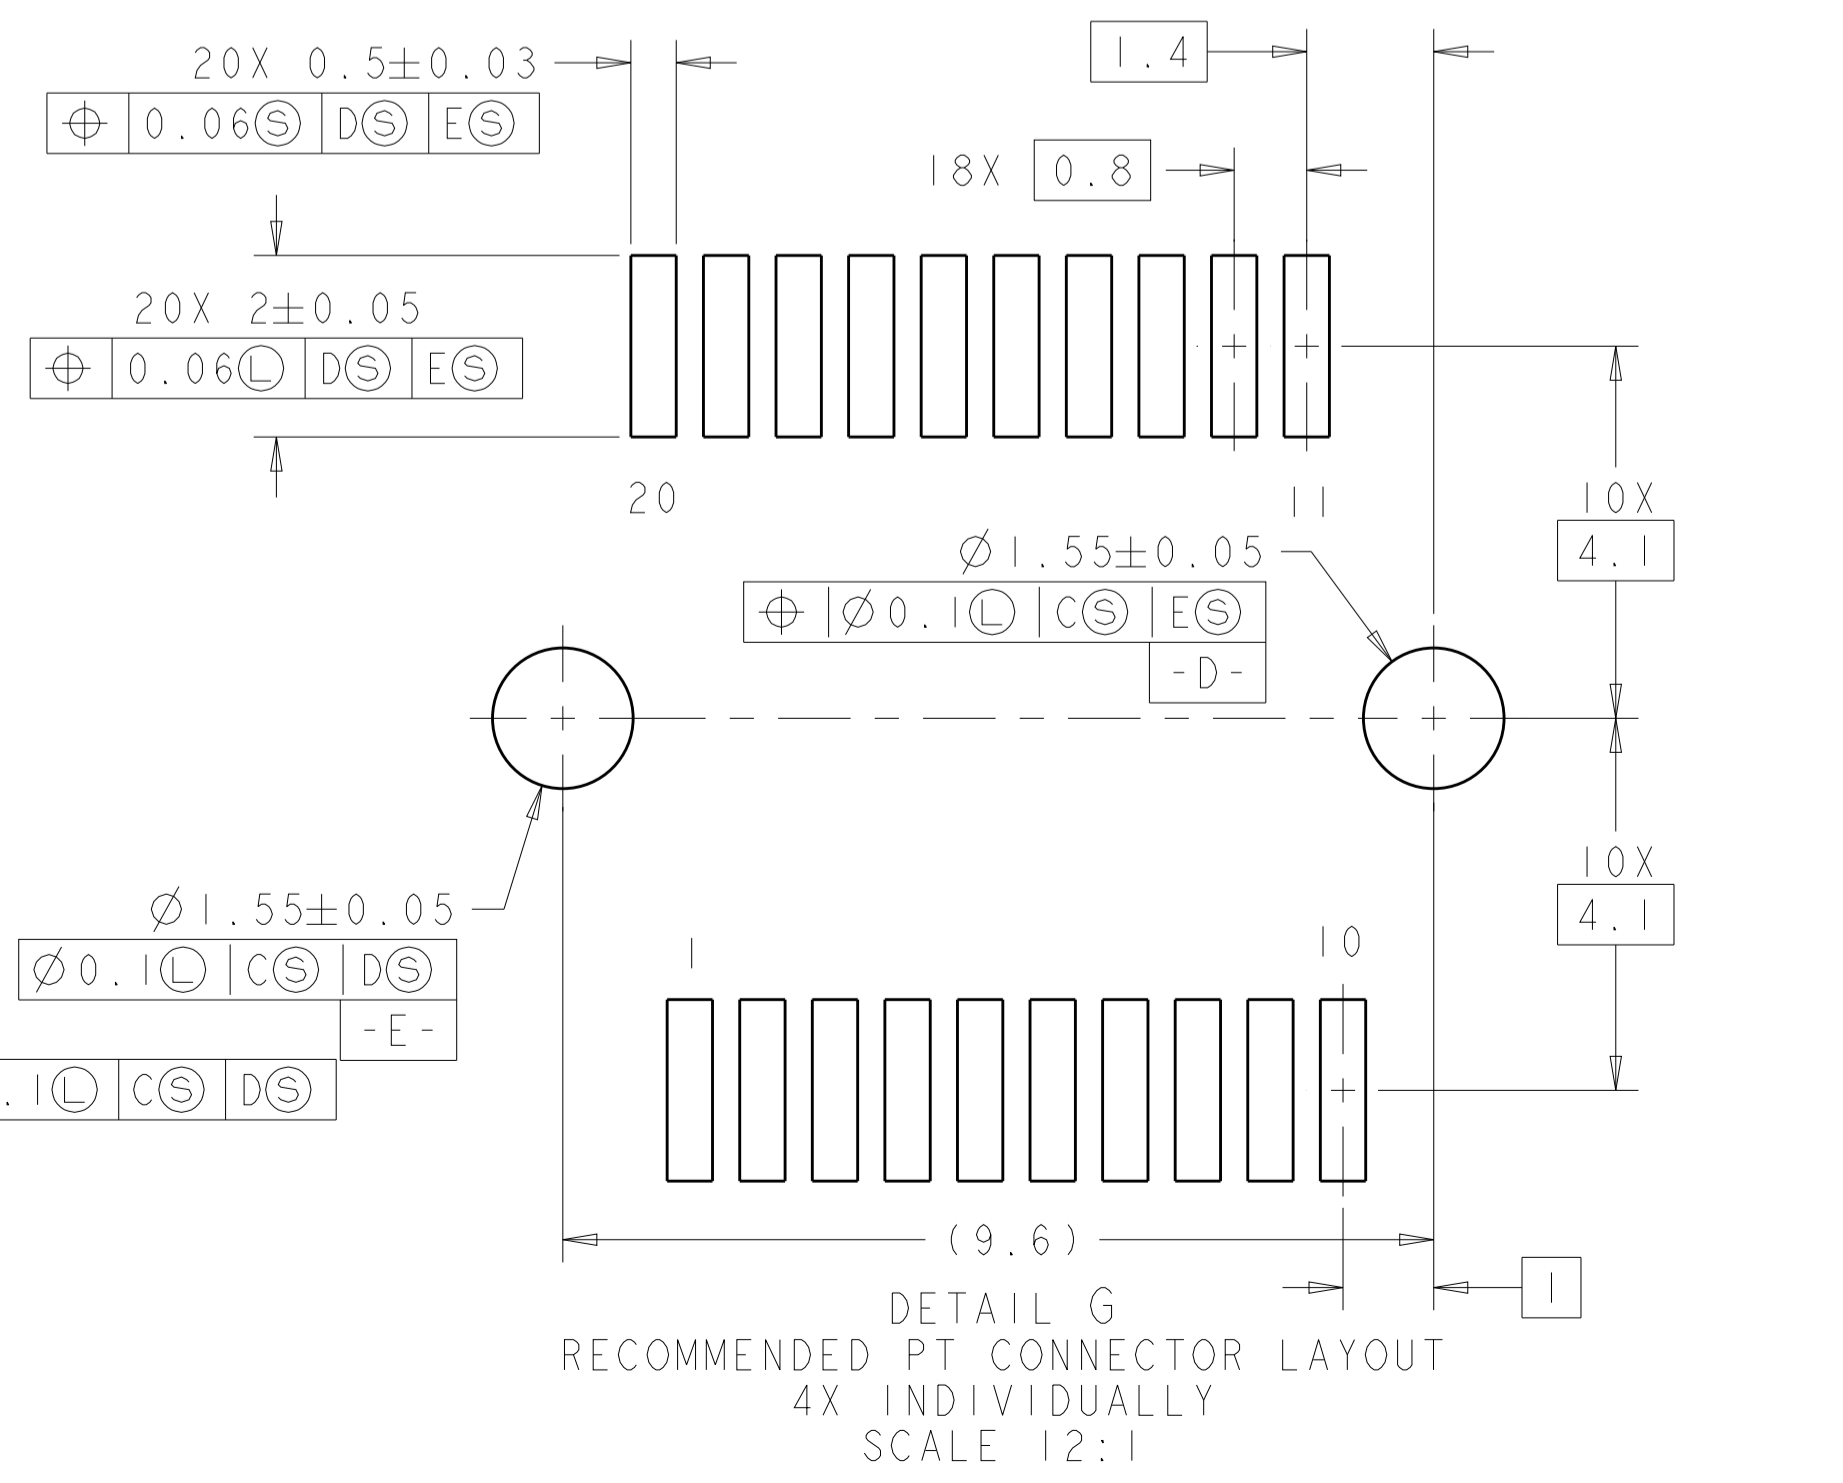 20X 0.5±0.03
⌖ 0.06Ⓢ DⓈ EⓈ
1.4
18X 0.8
20X 2±0.05
⌖ 0.06Ⓛ DⓈ EⓈ
20
11
10X
4.1
Ø1.55±0.05
⌖ Ø0.1Ⓛ CⓈ EⓈ
-D-
Ø1.55±0.05
Ø0.1Ⓛ CⓈ DⓈ
-E-
.1Ⓛ CⓈ DⓈ
10X
4.1
1
10
(9.6)
1
DETAIL G
RECOMMENDED PT CONNECTOR LAYOUT
4X INDIVIDUALLY
SCALE 12:1